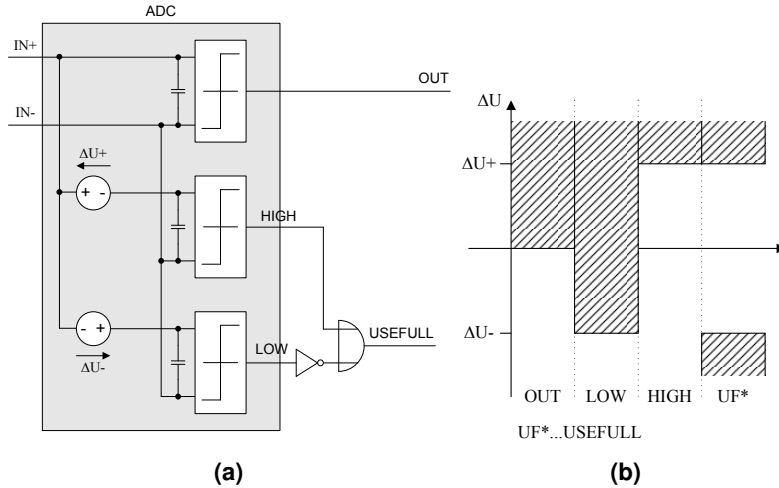 ADC
IN+
OUT
IN-
ΔU+
+ -
HIGH
- +
ΔU-
LOW
USEFULL
(a)
ΔU
ΔU+
ΔU-
OUT LOW HIGH UF*
UF*...USEFULL
(b)